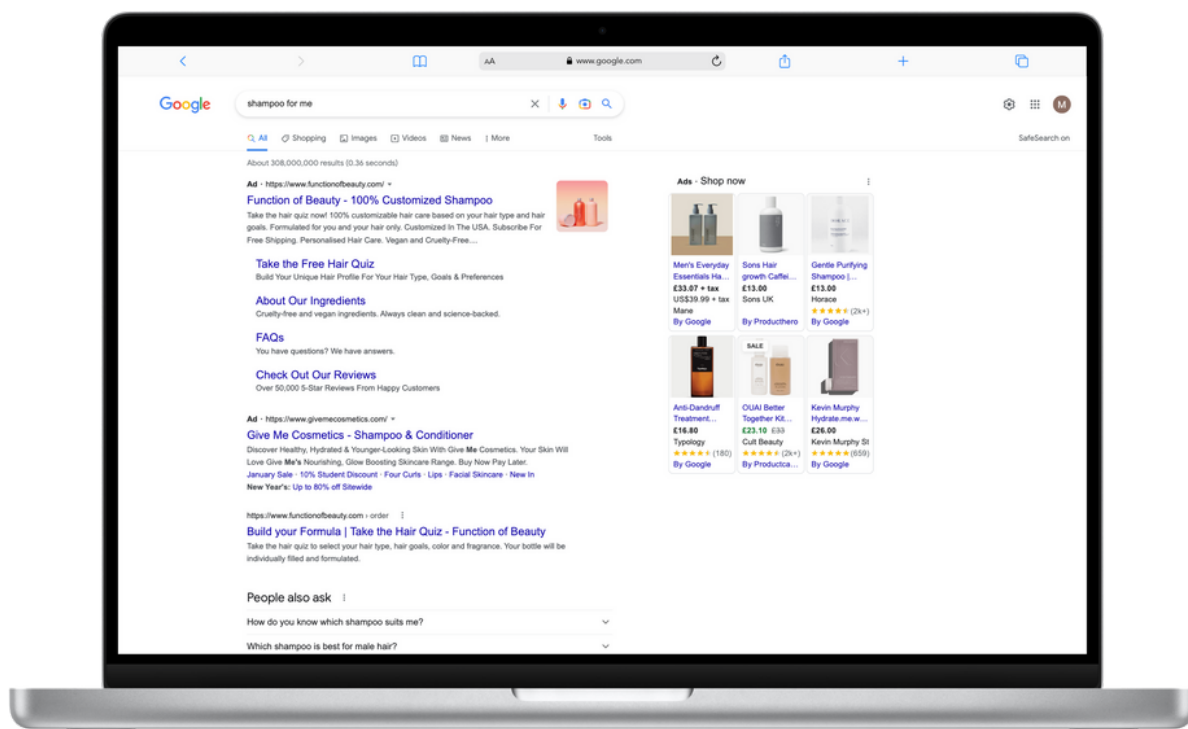 AA
www.google.com
Google
shampoo for me
M
All
Shopping
Images
Videos
News
More
Tools
SafeSearch on
About 308,000,000 results (0.36 seconds)
Ad · https://www.functionofbeauty.com/
Function of Beauty - 100% Customized Shampoo
Take the hair quiz now! 100% customizable hair care based on your hair type and hair
goals. Formulated for you and your hair only. Customized In The USA. Subscribe For
Free Shipping. Personalised Hair Care. Vegan and Cruelty-Free....
Take the Free Hair Quiz
Build Your Unique Hair Profile For Your Hair Type, Goals & Preferences
About Our Ingredients
Cruelty-free and vegan ingredients. Always clean and science-backed.
FAQs
You have questions? We have answers.
Check Out Our Reviews
Over 50,000 5-Star Reviews From Happy Customers
Ad · https://www.givemecosmetics.com/
Give Me Cosmetics - Shampoo & Conditioner
Discover Healthy, Hydrated & Younger-Looking Skin With Give Me Cosmetics. Your Skin Will
Love Give Me's Nourishing, Glow Boosting Skincare Range. Buy Now Pay Later.
January Sale · 10% Student Discount · Four Curls · Lips · Facial Skincare · New In
New Year's: Up to 80% off Sitewide
https://www.functionofbeauty.com › order
Build your Formula | Take the Hair Quiz - Function of Beauty
Take the hair quiz to select your hair type, hair goals, color and fragrance. Your bottle will be
individually filled and formulated.
People also ask
How do you know which shampoo suits me?
Which shampoo is best for male hair?
Ads · Shop now
Men's Everyday
Essentials Ha...
£33.07 + tax
US$39.99 + tax
Mane
By Google
Sons Hair
growth Caffei...
£13.00
Sons UK
By Producthero
Gentle Purifying
Shampoo |...
£13.00
Horace
(2k+)
By Google
Anti-Dandruff
Treatment...
£16.80
Typology
(180)
By Google
SALE
OUAI Better
Together Kit...
£23.10 £33
Cult Beauty
(2k+)
By Productca...
Kevin Murphy
Hydrate.me.w...
£26.00
Kevin Murphy St
(659)
By Google